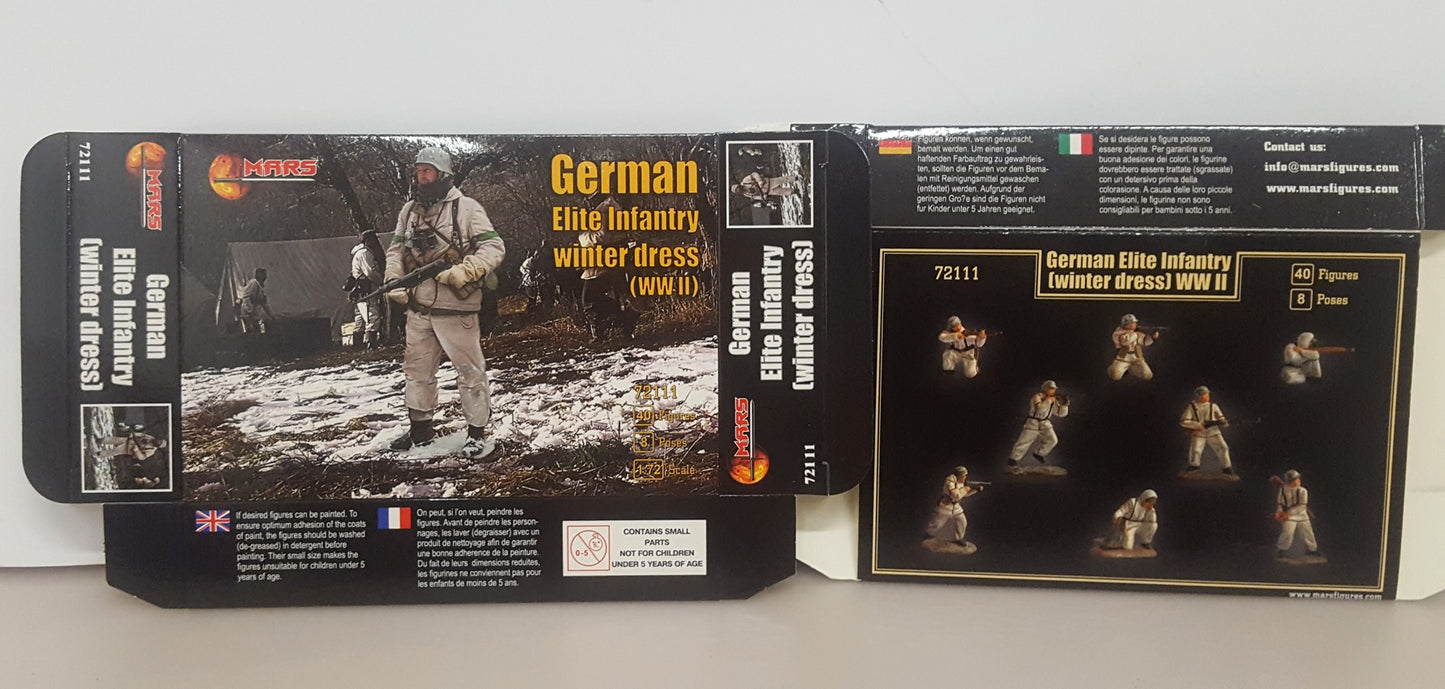 72111
MARS
German
Elite Infantry
(winter dress)
MARS
German
Elite Infantry
winter dress
(WW II)
72111
40 Figures
8 Poses
1:72 Scale
German
Elite Infantry
(winter dress)
MARS
72111
If desired figures can be painted. To
ensure optimum adhesion of the coats
of paint, the figures should be washed
(de-greased) in detergent before
painting. Their small size makes the
figures unsuitable for children under 5
years of age.
On peut, si l'on veut, peindre les
figures. Avant de peindre les person-
nages, les laver (degraisser) avec un
produit de nettoyage afin de garantir
une bonne adherence de la peinture.
Du fait de leurs dimensions reduites,
les figurines ne conviennent pas pour
les enfants de moins de 5 ans.
0-5
CONTAINS SMALL
PARTS
NOT FOR CHILDREN
UNDER 5 YEARS OF AGE
Figuren konnen, wenn gewunscht,
bemalt werden. Um einen gut
haftenden Farbauftrag zu gewahrleis-
ten, sollten die Figuren vor dem Bema-
len mit Reinigungsmittel gewaschen
(entfettet) werden. Aufgrund der
geringen Gro?e sind die Figuren nicht
fur Kinder unter 5 Jahren geeignet.
Se si desidera le figure possono
essere dipinte. Per garantire una
buona adesione dei colori, le figurine
dovrebbero essere trattate (sgrassate)
con un detersivo prima della
colorasione. A causa delle loro piccole
dimensioni, le figurine non sono
consigliabili per bambini sotto i 5 anni.
Contact us:
info@marsfigures.com
www.marsfigures.com
72111
German Elite Infantry
(winter dress) WW II
40 Figures
8 Poses
www.marsfigures.com